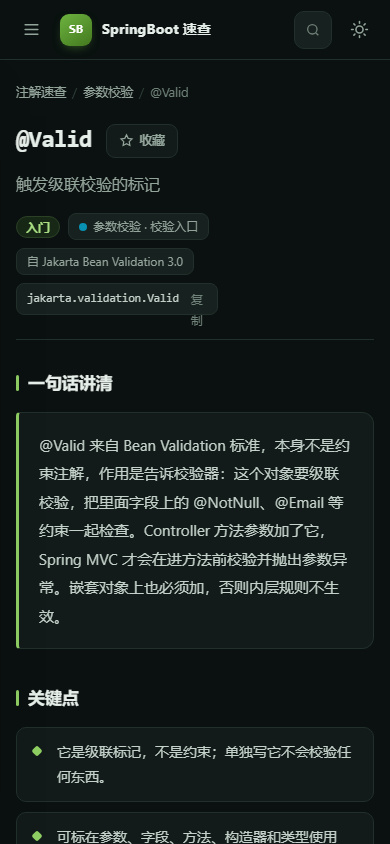 SB SpringBoot 速查
注解速查 / 参数校验 / @Valid
@Valid
收藏
触发级联校验的标记
入门
参数校验 · 校验入口
自 Jakarta Bean Validation 3.0
jakarta.validation.Valid
复
制
一句话讲清
@Valid 来自 Bean Validation 标准，本身不是约
束注解，作用是告诉校验器：这个对象要级联
校验，把里面字段上的 @NotNull、@Email 等
约束一起检查。Controller 方法参数加了它，
Spring MVC 才会在进方法前校验并抛出参数异
常。嵌套对象上也必须加，否则内层规则不生
效。
关键点
它是级联标记，不是约束；单独写它不会校验任
何东西。
可标在参数、字段、方法、构造器和类型使用